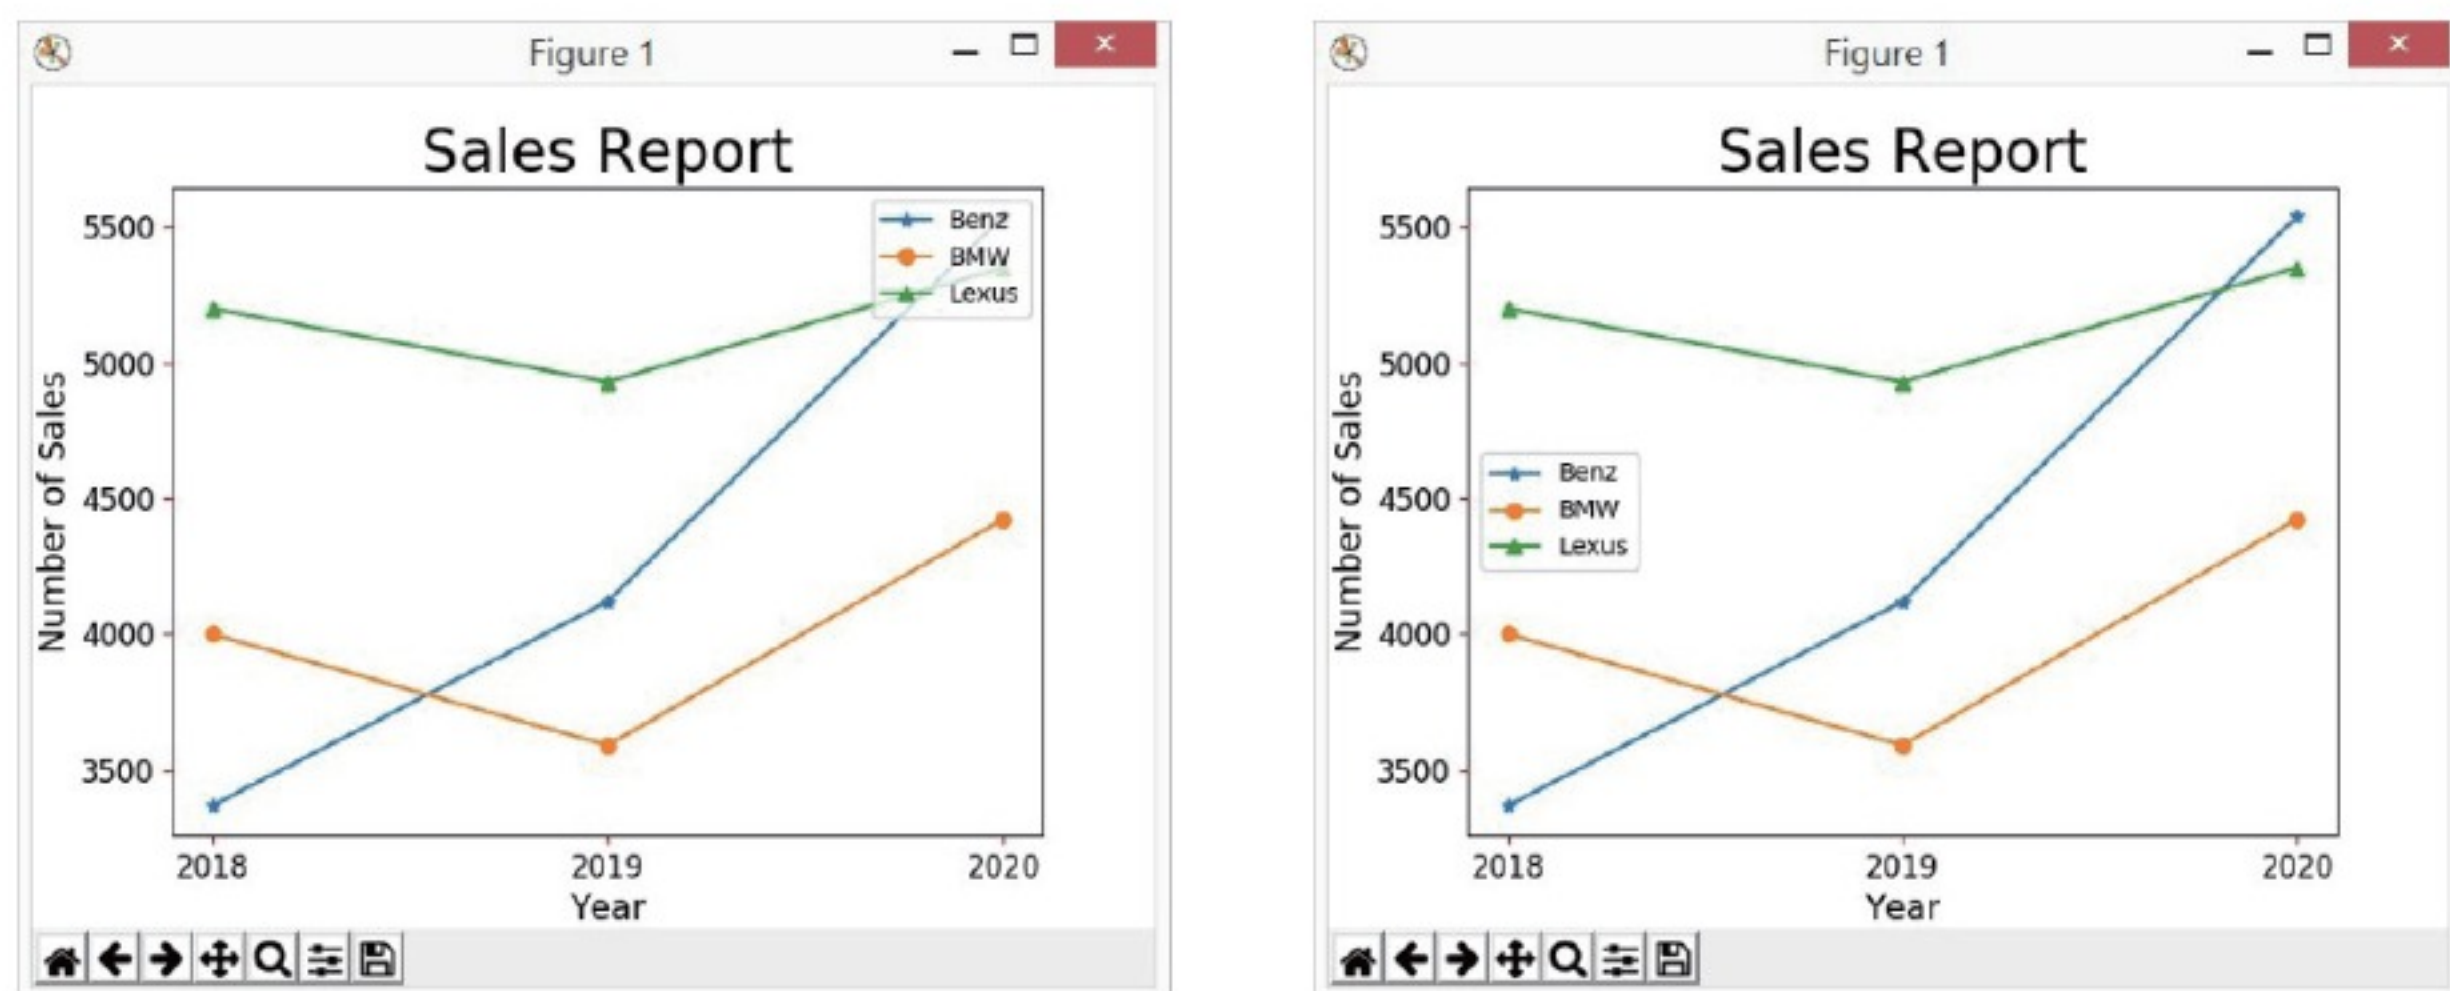 Figure 1
Sales Report
5500
5000
4500
4000
3500
Number of Sales
Benz
BMW
Lexus
2018 2019 2020
Year
Figure 1
Sales Report
5500
5000
4500
4000
3500
Number of Sales
Benz
BMW
Lexus
2018 2019 2020
Year